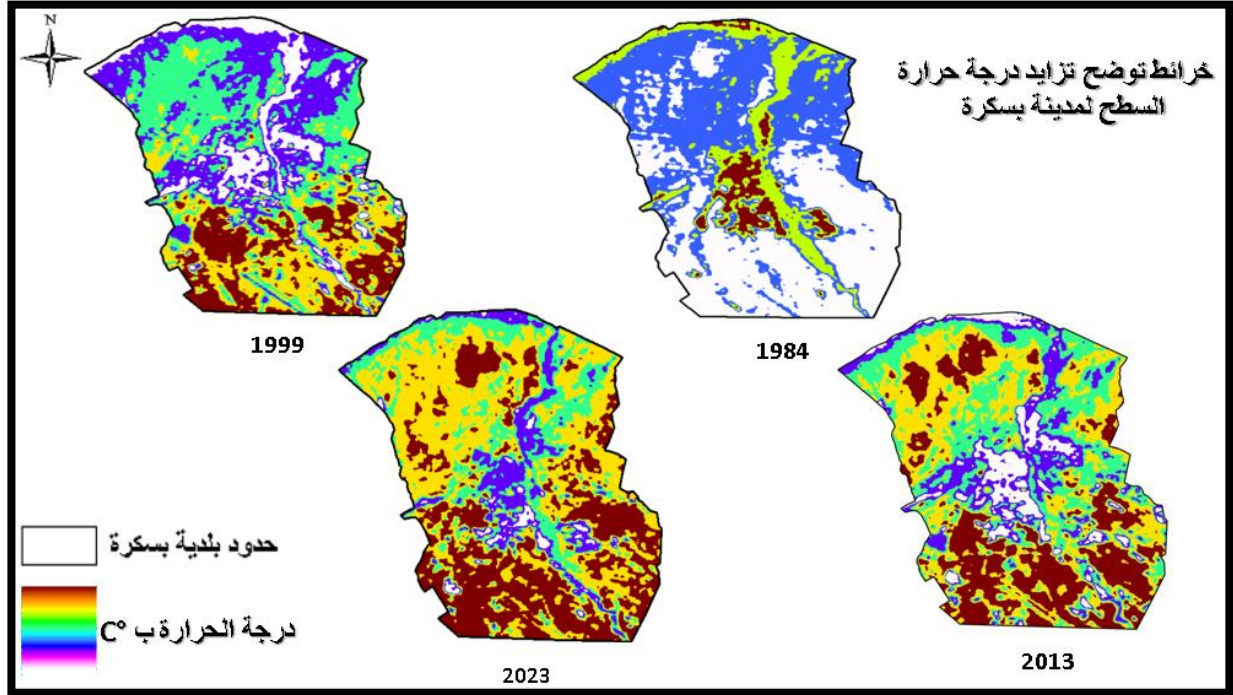 N
خرائط توضح تزايد درجة حرارة
السطح لمدينة بسكرة
1999
1984
2023
2013
حدود بلدية بسكرة
درجة الحرارة ب C°